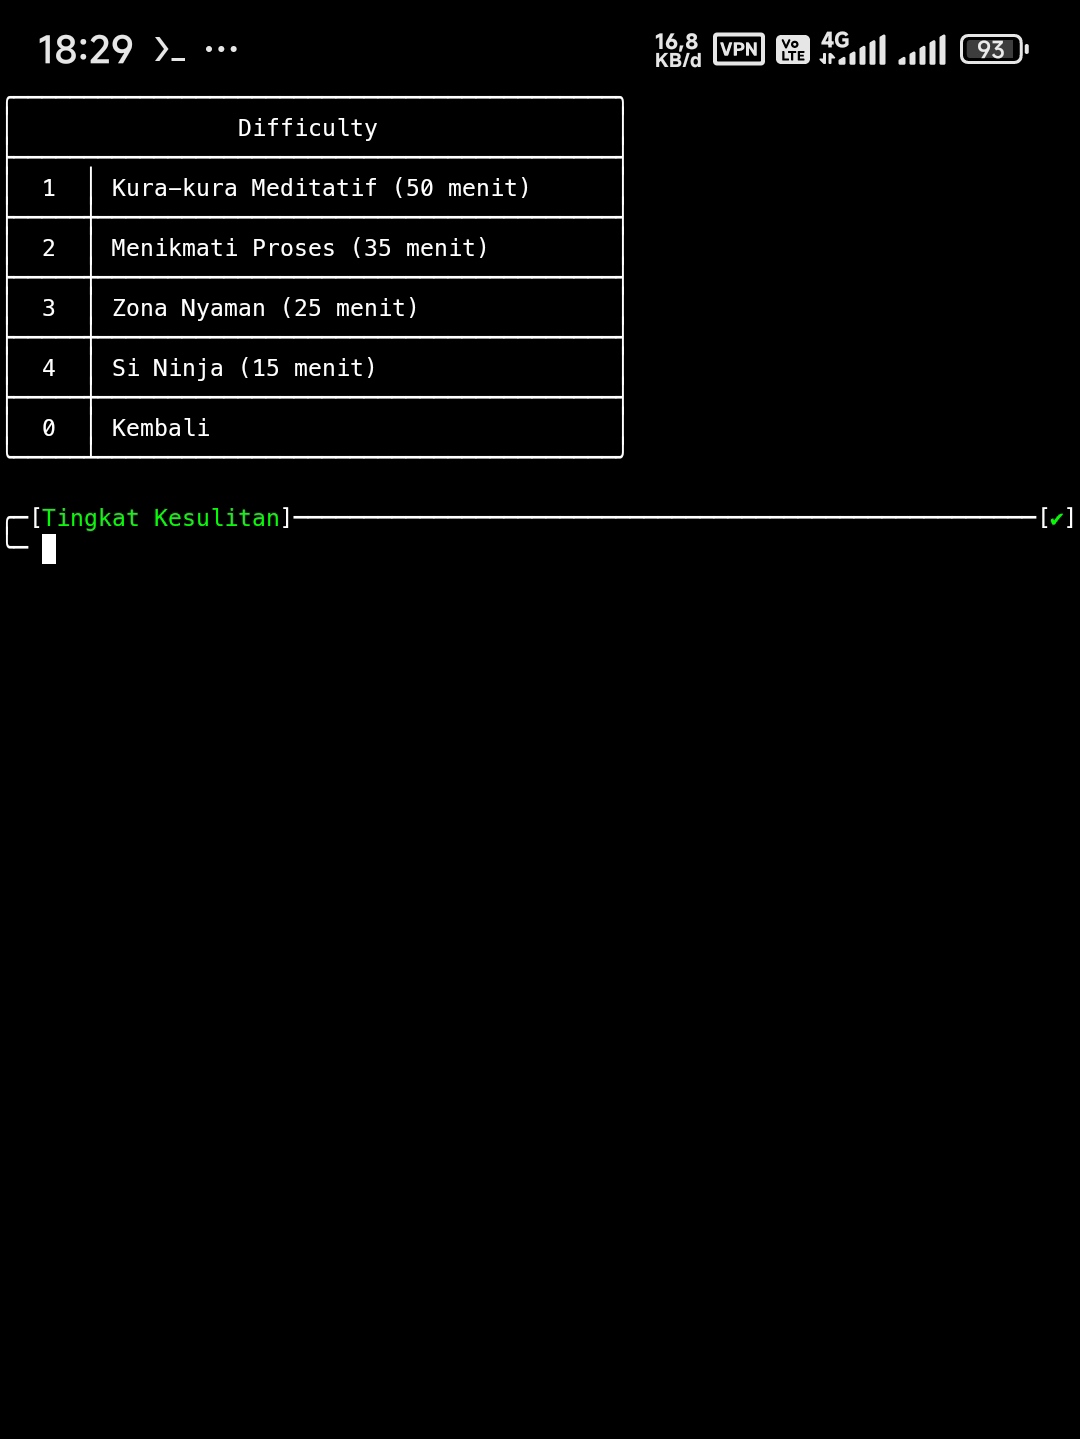 18:29 ❯_ ... 16,8 KB/d VPN Vo LTE 4G 93
Difficulty
1 Kura-kura Meditatif (50 menit)
2 Menikmati Proses (35 menit)
3 Zona Nyaman (25 menit)
4 Si Ninja (15 menit)
0 Kembali
[Tingkat Kesulitan] [✔]